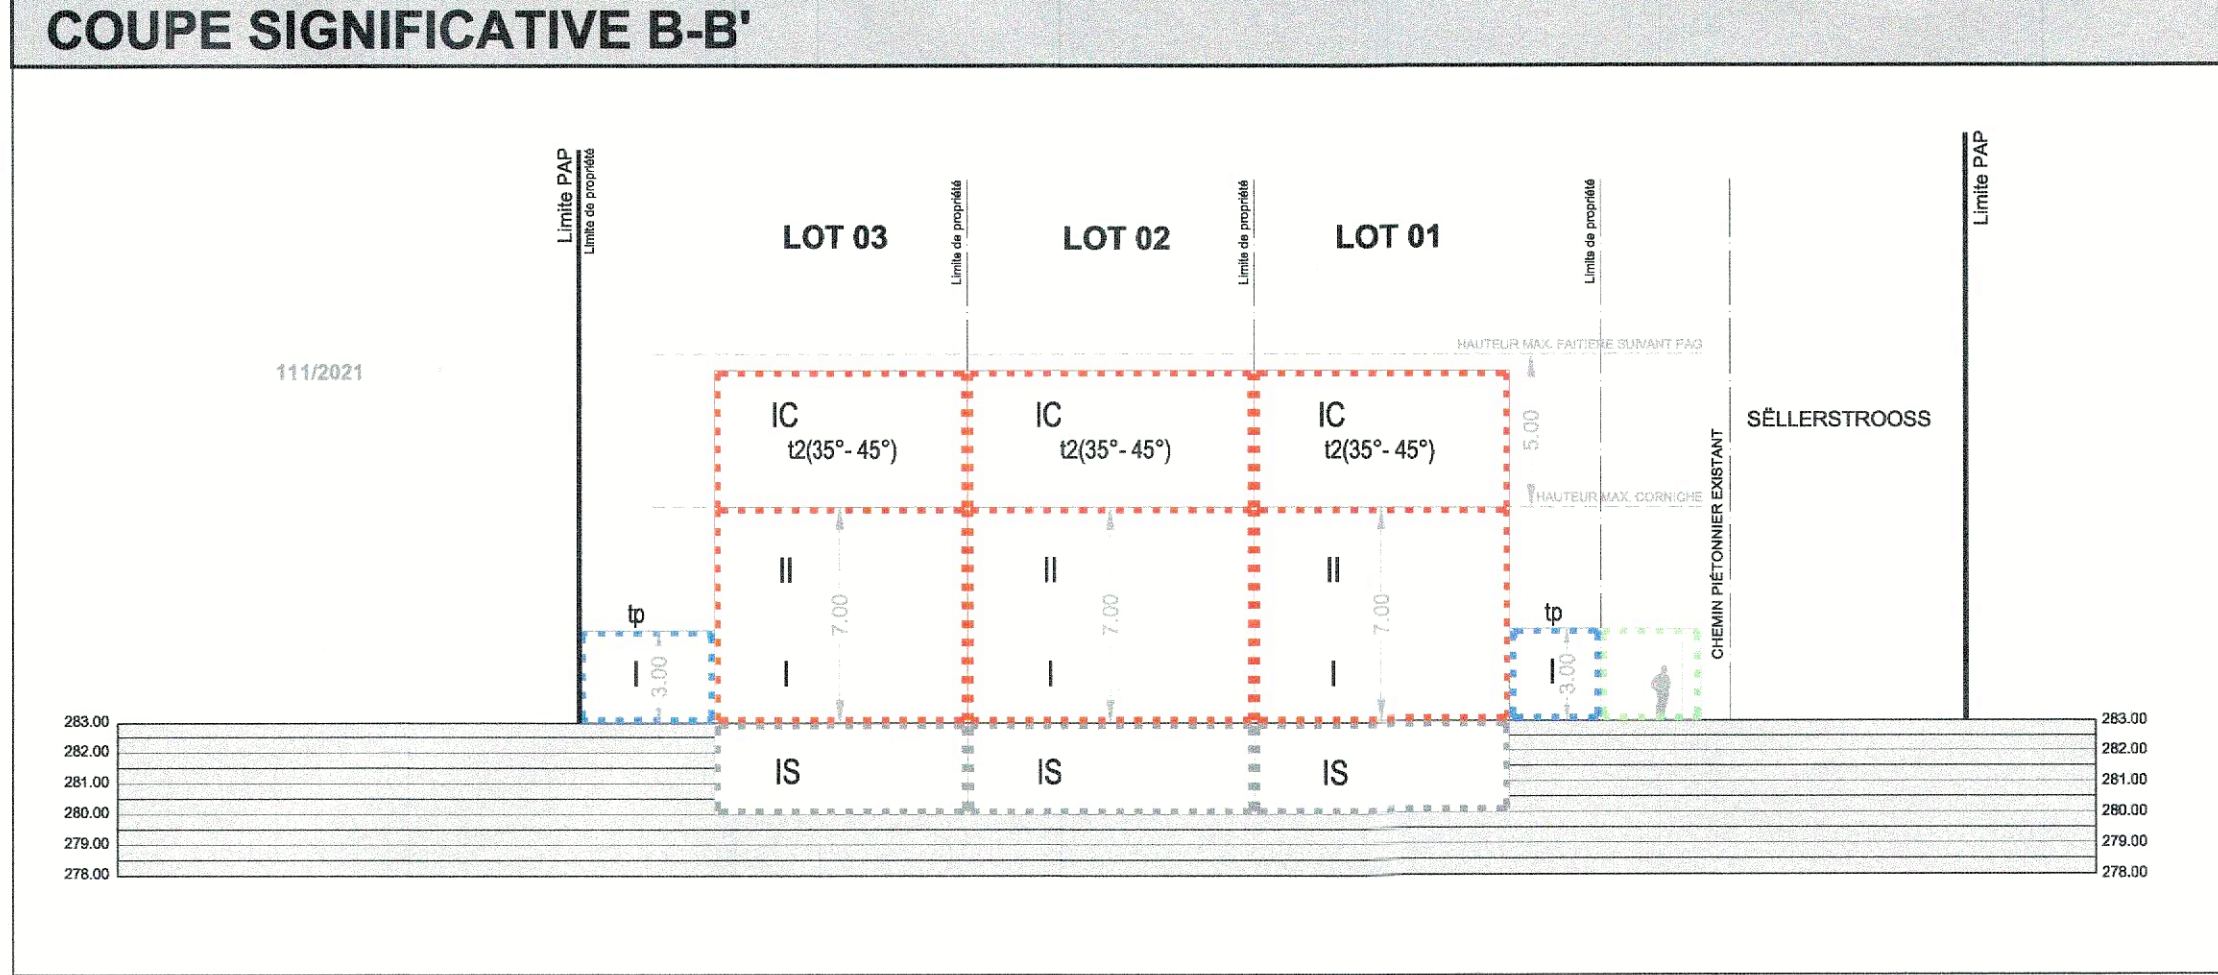 COUPE SIGNIFICATIVE B-B'
Limite PAP
Limite de propriété
LOT 03
Limite de propriété
LOT 02
Limite de propriété
LOT 01
Limite de propriété
Limite PAP
HAUTEUR MAX. FAITIERE SUIVANT PAG
111/2021
IC
t2(35°- 45°)
IC
t2(35°- 45°)
IC
t2(35°- 45°)
5.00
SËLLERSTROOSS
CHEMIN PIÉTONNIER EXISTANT
HAUTEUR MAX. CORNICHE
II
II
II
7.00
7.00
7.00
tp
tp
I
3.00
I
I
I
I
3.00
283.00
282.00
281.00
280.00
279.00
278.00
IS
IS
IS
283.00
282.00
281.00
280.00
279.00
278.00